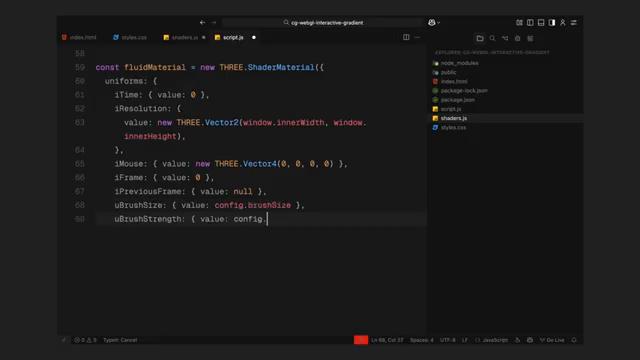 cg-webgl-interactive-gradient
index.html
styles.css
shaders.js
script.js
58
59 const fluidMaterial = new THREE.ShaderMaterial({
60 uniforms: {
61 iTime: { value: 0 },
62 iResolution: {
63 value: new THREE.Vector2(window.innerWidth, window.
innerHeight),
64 },
65 iMouse: { value: new THREE.Vector4(0, 0, 0, 0) },
66 iFrame: { value: 0 },
67 iPreviousFrame: { value: null },
68 uBrushSize: { value: config.brushSize },
69 uBrushStrength: { value: config.
EXPLORER: CG-WEBGL-INTERACTIVE-GRADIENT
node_modules
public
index.html
package-lock.json
package.json
script.js
shaders.js
styles.css
0 0 Typo1: Cancel
Ln 68, Col 37 Spaces: 4 UTF-8 LF JavaScript Go Live